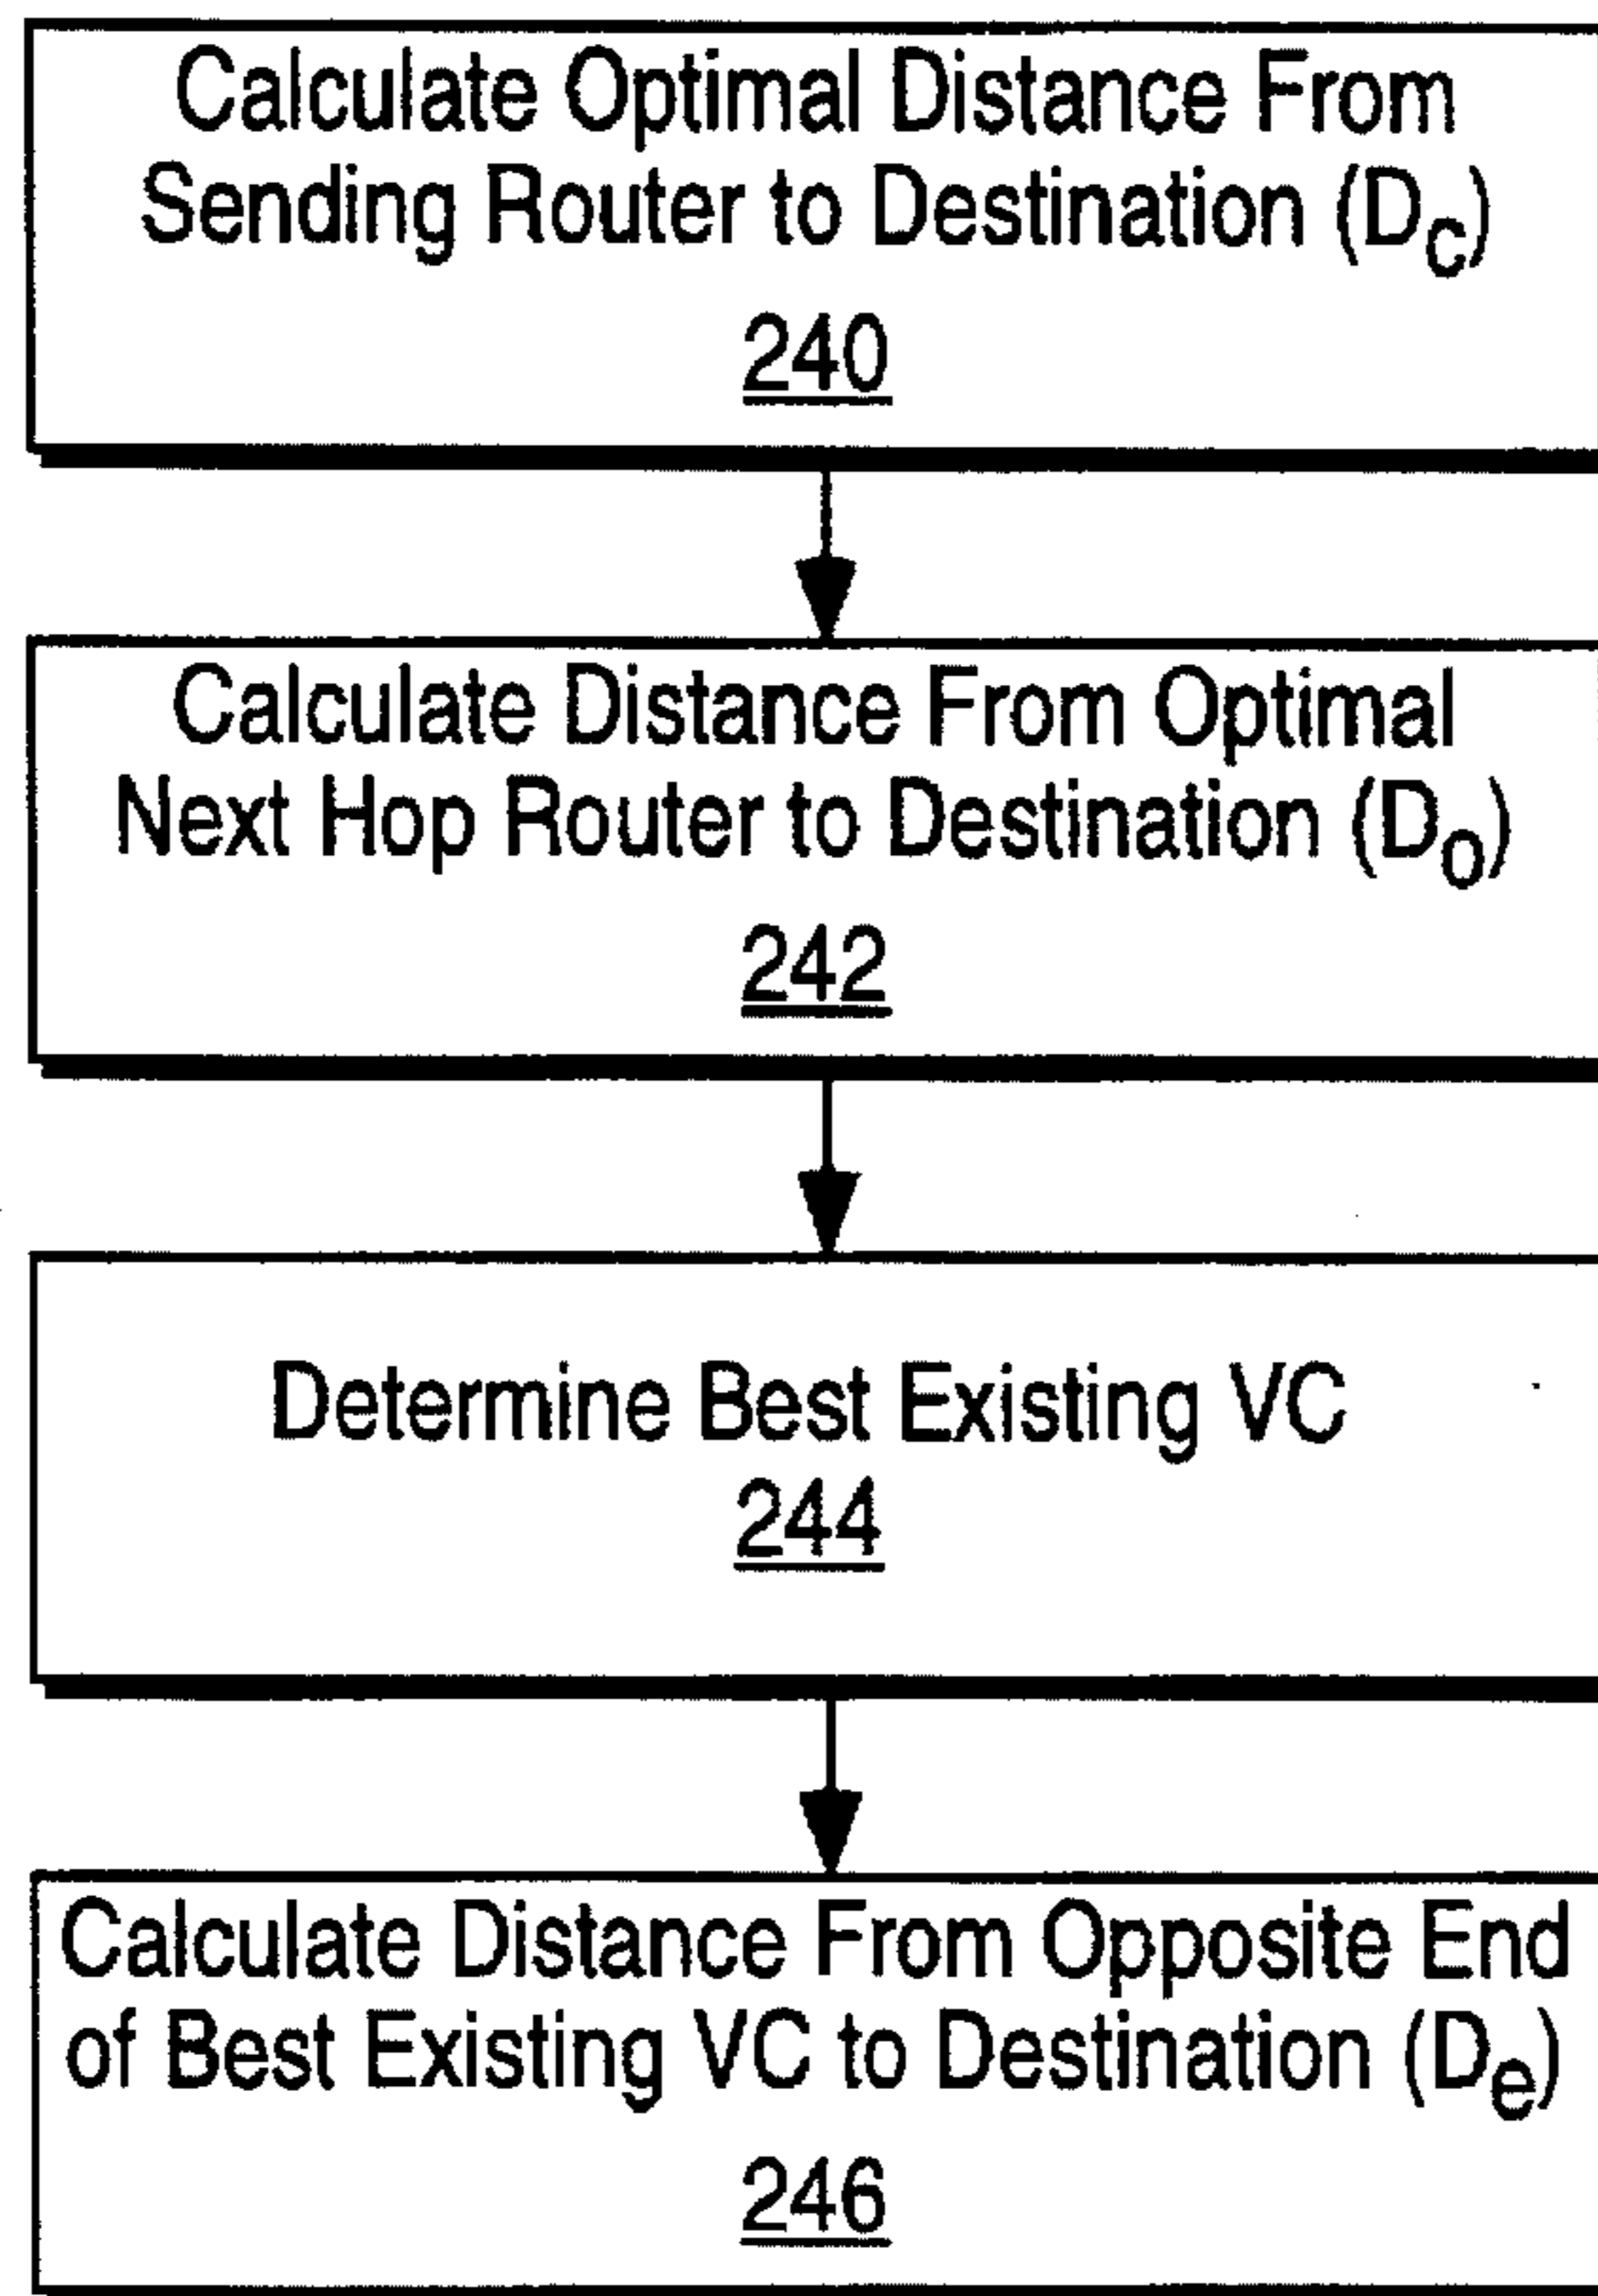 Calculate Optimal Distance From
Sending Router to Destination (Dc)
240
Calculate Distance From Optimal
Next Hop Router to Destination (Do)
242
Determine Best Existing VC
244
Calculate Distance From Opposite End
of Best Existing VC to Destination (De)
246